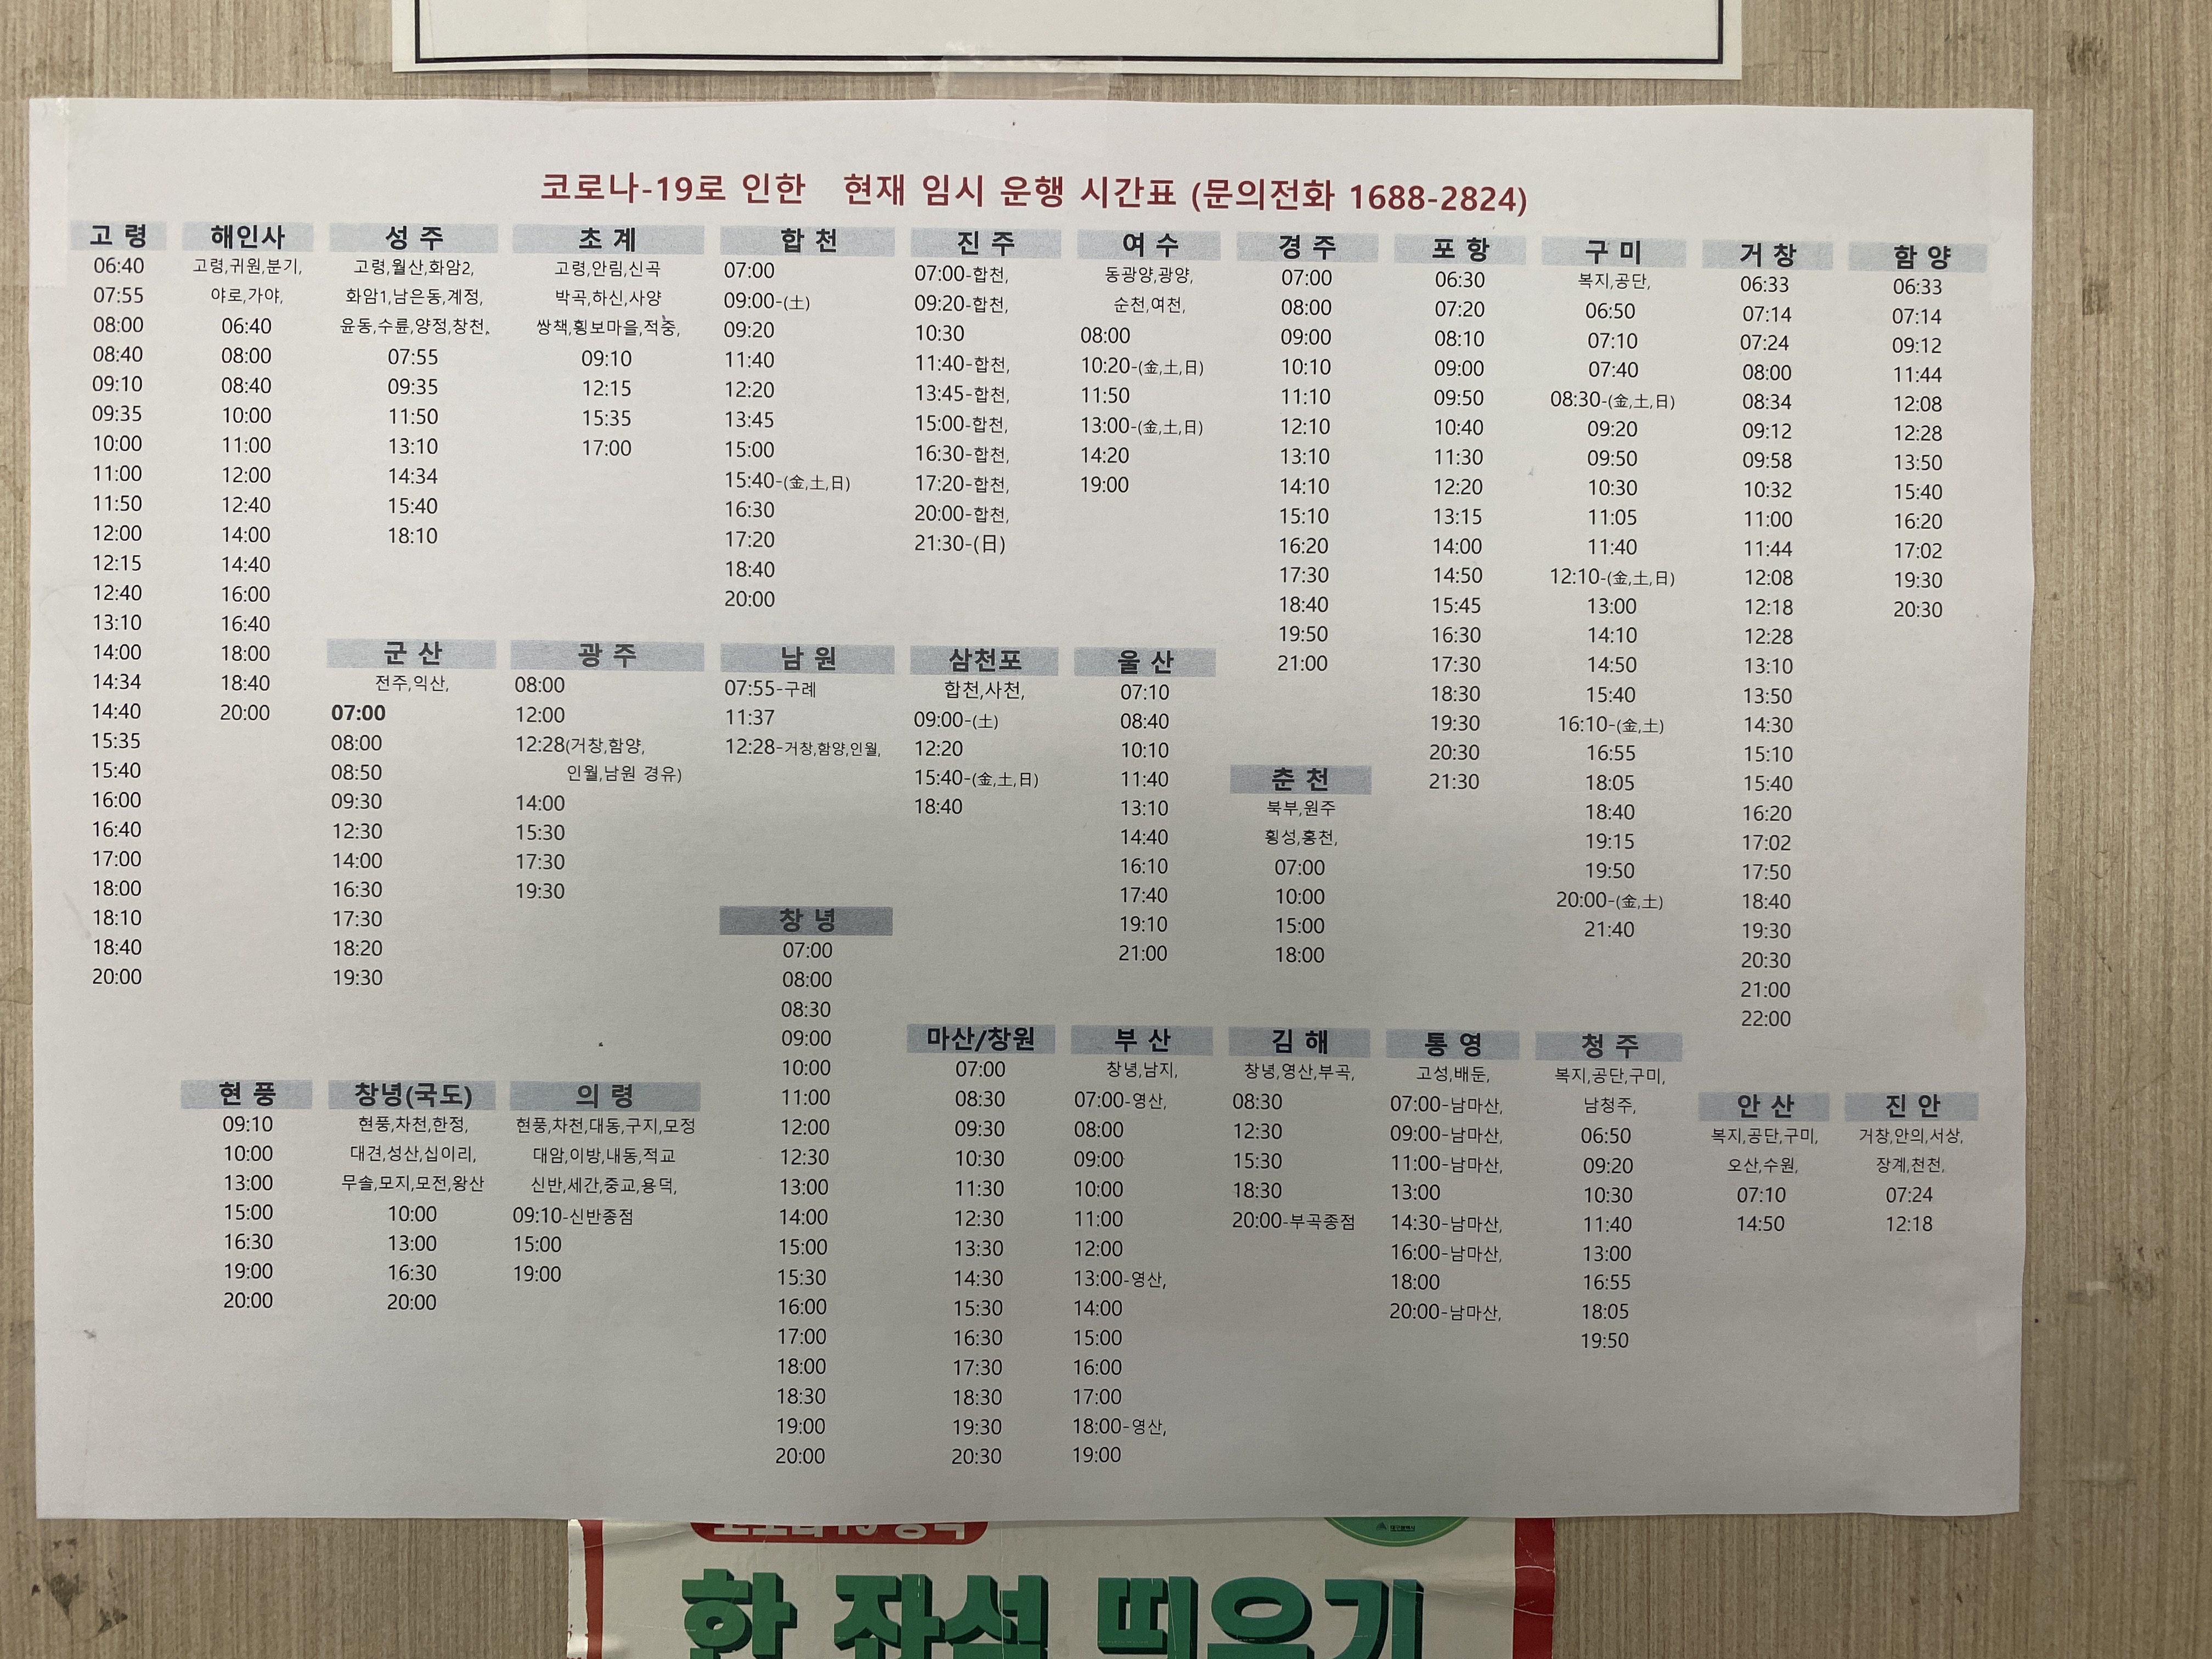 코로나-19로 인한 현재 임시 운행 시간표 (문의전화 1688-2824)
고 령
06:40
07:55
08:00
08:40
09:10
09:35
10:00
11:00
11:50
12:00
12:15
12:40
13:10
14:00
14:34
14:40
15:35
15:40
16:00
16:40
17:00
18:00
18:10
18:40
20:00
해인사
고령,귀원,분기,
야로,가야,
06:40
08:00
08:40
10:00
11:00
12:00
12:40
14:00
14:40
16:00
16:40
18:00
18:40
20:00
성 주
고령,월산,화암2,
화암1,남은동,계정,
윤동,수륜,양정,창천,
07:55
09:35
11:50
13:10
14:34
15:40
18:10
초 계
고령,안림,신곡
박곡,하신,사양
쌍책,횡보마을,적중,
09:10
12:15
15:35
17:00
합 천
07:00
09:00-(土)
09:20
11:40
12:20
13:45
15:00
15:40-(金,土,日)
16:30
17:20
18:40
20:00
진 주
07:00-합천,
09:20-합천,
10:30
11:40-합천,
13:45-합천,
15:00-합천,
16:30-합천,
17:20-합천,
20:00-합천,
21:30-(日)
여 수
동광양,광양,
순천,여천,
08:00
10:20-(金,土,日)
11:50
13:00-(金,土,日)
14:20
19:00
경 주
07:00
08:00
09:00
10:10
11:10
12:10
13:10
14:10
15:10
16:20
17:30
18:40
19:50
21:00
포 항
06:30
07:20
08:10
09:00
09:50
10:40
11:30
12:20
13:15
14:00
14:50
15:45
16:30
17:30
18:30
19:30
20:30
21:30
구 미
복지,공단,
06:50
07:10
07:40
08:30-(金,土,日)
09:20
09:50
10:30
11:05
11:40
12:10-(金,土,日)
13:00
14:10
14:50
15:40
16:10-(金,土)
16:55
18:05
18:40
19:15
19:50
20:00-(金,土)
21:40
거 창
06:33
07:14
07:24
08:00
08:34
09:12
09:58
10:32
11:00
11:44
12:08
12:18
12:28
13:10
13:50
14:30
15:10
15:40
16:20
17:02
17:50
18:40
19:30
20:30
21:00
22:00
함 양
06:33
07:14
09:12
11:44
12:08
12:28
13:50
15:40
16:20
17:02
19:30
20:30
군 산
전주,익산,
07:00
08:00
08:50
09:30
12:30
14:00
16:30
17:30
18:20
19:30
광 주
08:00
12:00
12:28(거창,함양,
인월,남원 경유)
14:00
15:30
17:30
19:30
남 원
07:55-구례
11:37
12:28-거창,함양,인월,
삼천포
합천,사천,
09:00-(土)
12:20
15:40-(金,土,日)
18:40
울 산
07:10
08:40
10:10
11:40
13:10
14:40
16:10
17:40
19:10
21:00
춘 천
북부,원주
횡성,홍천,
07:00
10:00
15:00
18:00
창 녕
07:00
08:00
08:30
09:00
10:00
11:00
12:00
12:30
13:00
14:00
15:00
15:30
16:00
17:00
18:00
18:30
19:00
20:00
현 풍
09:10
10:00
13:00
15:00
16:30
19:00
20:00
창녕(국도)
현풍,차천,한정,
대견,성산,십이리,
무솔,모지,모전,왕산
10:00
13:00
16:30
20:00
의 령
현풍,차천,대동,구지,모정
대암,이방,내동,적교
신반,세간,중교,용덕,
09:10-신반종점
15:00
19:00
마산/창원
07:00
08:30
09:30
10:30
11:30
12:30
13:30
14:30
15:30
16:30
17:30
18:30
19:30
20:30
부 산
창녕,남지,
07:00-영산,
08:00
09:00
10:00
11:00
12:00
13:00-영산,
14:00
15:00
16:00
17:00
18:00-영산,
19:00
김 해
창녕,영산,부곡,
08:30
12:30
15:30
18:30
20:00-부곡종점
통 영
고성,배둔,
07:00-남마산,
09:00-남마산,
11:00-남마산,
13:00
14:30-남마산,
16:00-남마산,
18:00
20:00-남마산,
청 주
복지,공단,구미,
남청주,
06:50
09:20
10:30
11:40
13:00
16:55
18:05
19:50
안 산
복지,공단,구미,
오산,수원,
07:10
14:50
진 안
거창,안의,서상,
장계,천천,
07:24
12:18
한 좌석 띄우기